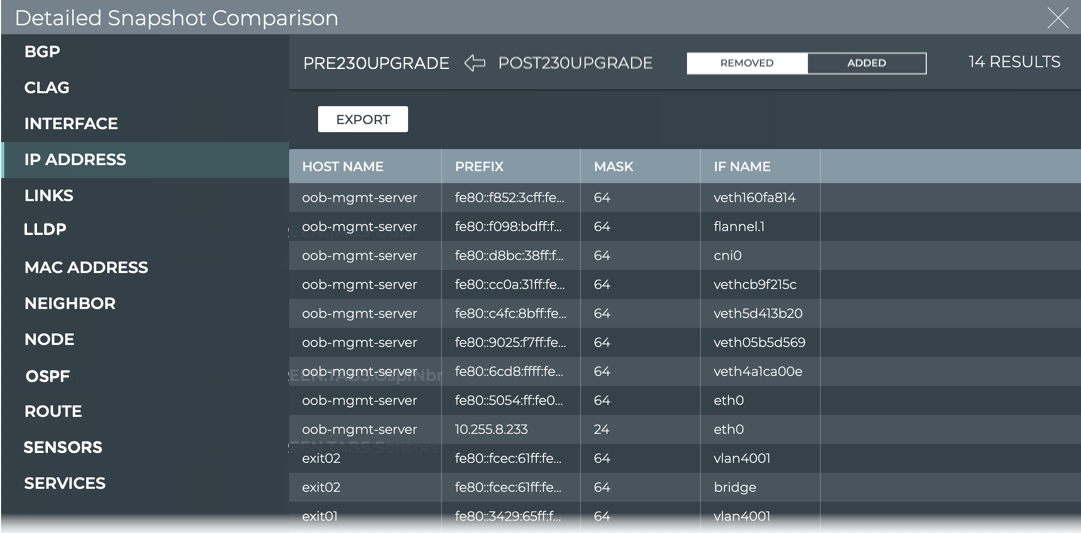 Detailed Snapshot Comparison
BGP
CLAG
INTERFACE
IP ADDRESS
LINKS
LLDP
MAC ADDRESS
NEIGHBOR
NODE
OSPF
ROUTE
SENSORS
SERVICES
PRE230UPGRADE POST230UPGRADE REMOVED ADDED 14 RESULTS
EXPORT
HOST NAME PREFIX MASK IF NAME
oob-mgmt-server fe80::f852:3cff:fe... 64 veth160fa814
oob-mgmt-server fe80::f098:bdff:f... 64 flannel.1
oob-mgmt-server fe80::d8bc:38ff:f... 64 cni0
oob-mgmt-server fe80::cc0a:31ff:fe... 64 vethcb9f215c
oob-mgmt-server fe80::c4fc:8bff:fe... 64 veth5d413b20
oob-mgmt-server fe80::9025:f7ff:fe... 64 veth05b5d569
oob-mgmt-server fe80::6cd8:ffff:fe... 64 veth4a1ca00e
oob-mgmt-server fe80::5054:ff:fe0... 64 eth0
oob-mgmt-server 10.255.8.233 24 eth0
exit02 fe80::fcec:61ff:fe... 64 vlan4001
exit02 fe80::fcec:61ff:fe... 64 bridge
exit01 fe80::3429:65ff:f... 64 vlan4001